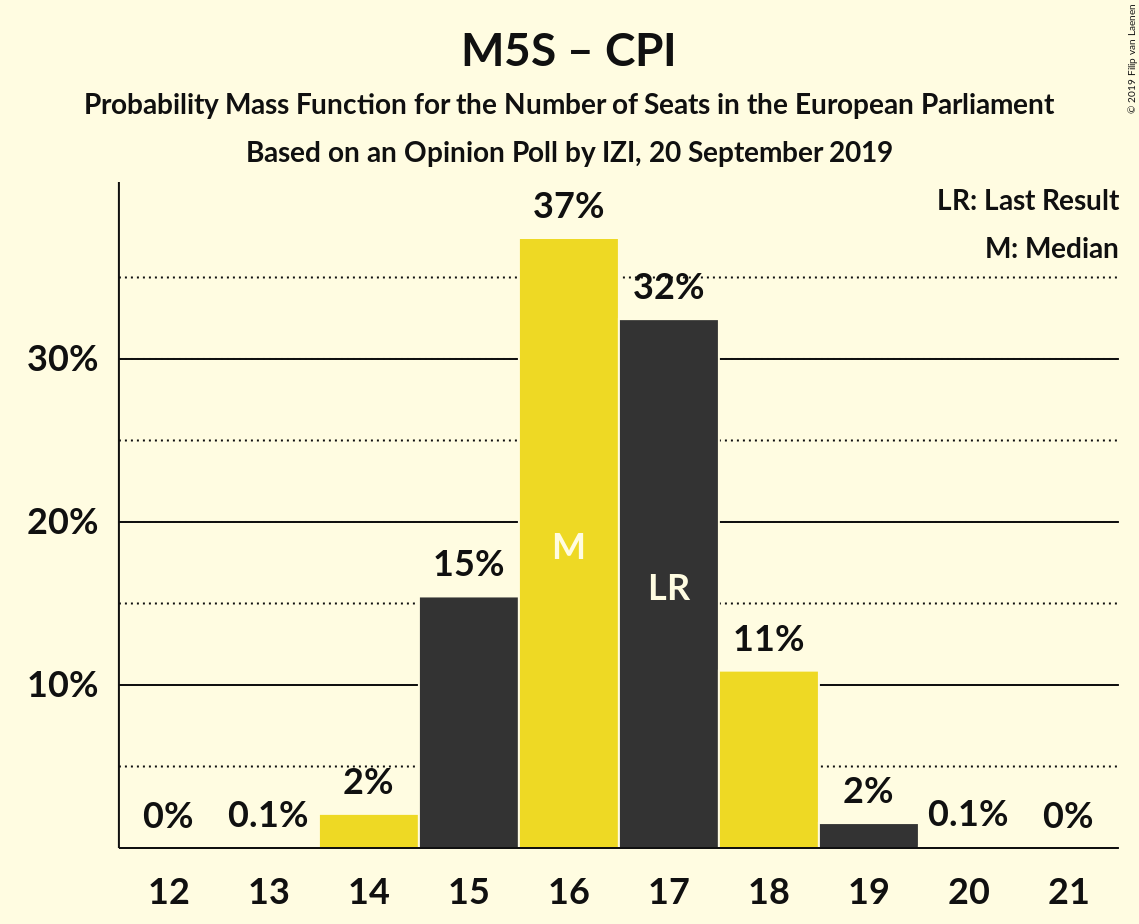 M5S – CPI
Probability Mass Function for the Number of Seats in the European Parliament
Based on an Opinion Poll by IZI, 20 September 2019
© 2019 Filip van Laenen
LR: Last Result
M: Median
37%
32%
30%
20%
15%
M
LR
11%
10%
2%
2%
0%
0.1%
0.1%
0%
12 13 14 15 16 17 18 19 20 21